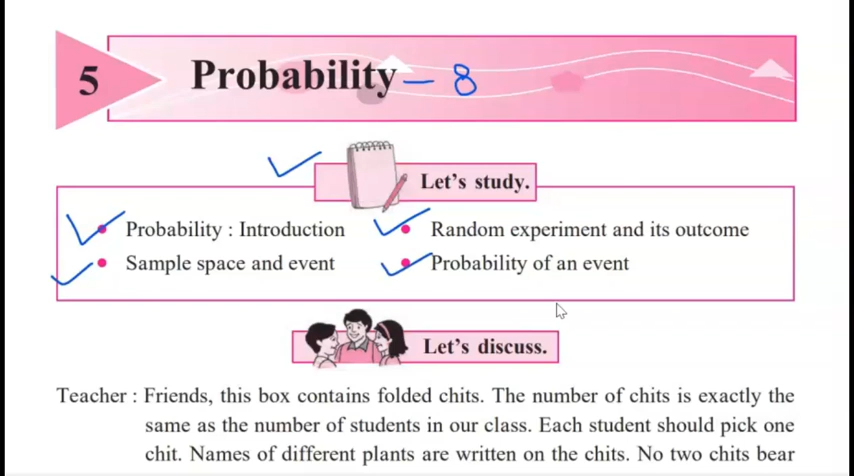 5 Probability – 8
Let's study.
• Probability : Introduction • Random experiment and its outcome
• Sample space and event • Probability of an event
Let's discuss.
Teacher : Friends, this box contains folded chits. The number of chits is exactly the
same as the number of students in our class. Each student should pick one
chit. Names of different plants are written on the chits. No two chits bear